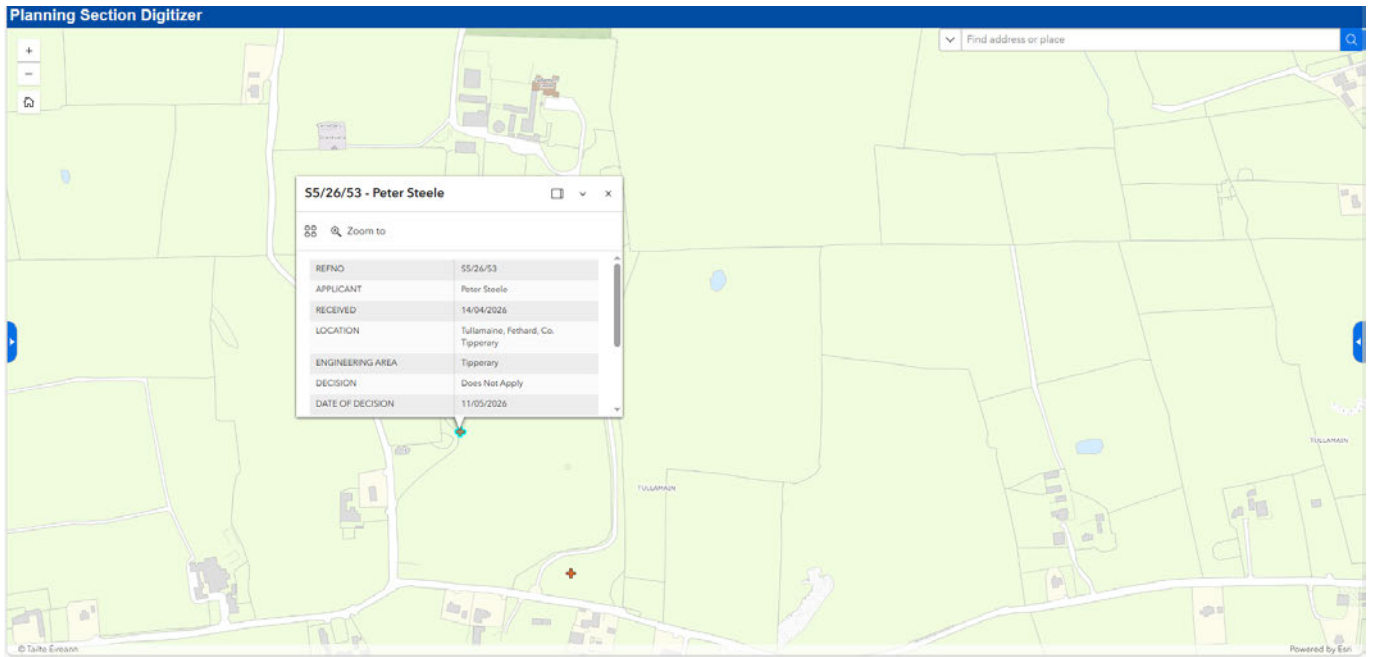 Planning Section Digitizer
Find address or place
S5/26/53 - Peter Steele
Zoom to
REFNO S5/26/53
APPLICANT Peter Steele
RECEIVED 14/04/2026
LOCATION Tullamaine, Fethard, Co.
Tipperary
ENGINEERING AREA Tipperary
DECISION Does Not Apply
DATE OF DECISION 11/05/2026
TULLAMAIN
TULLAMAIN
© Tailte Éireann
Powered by Esri